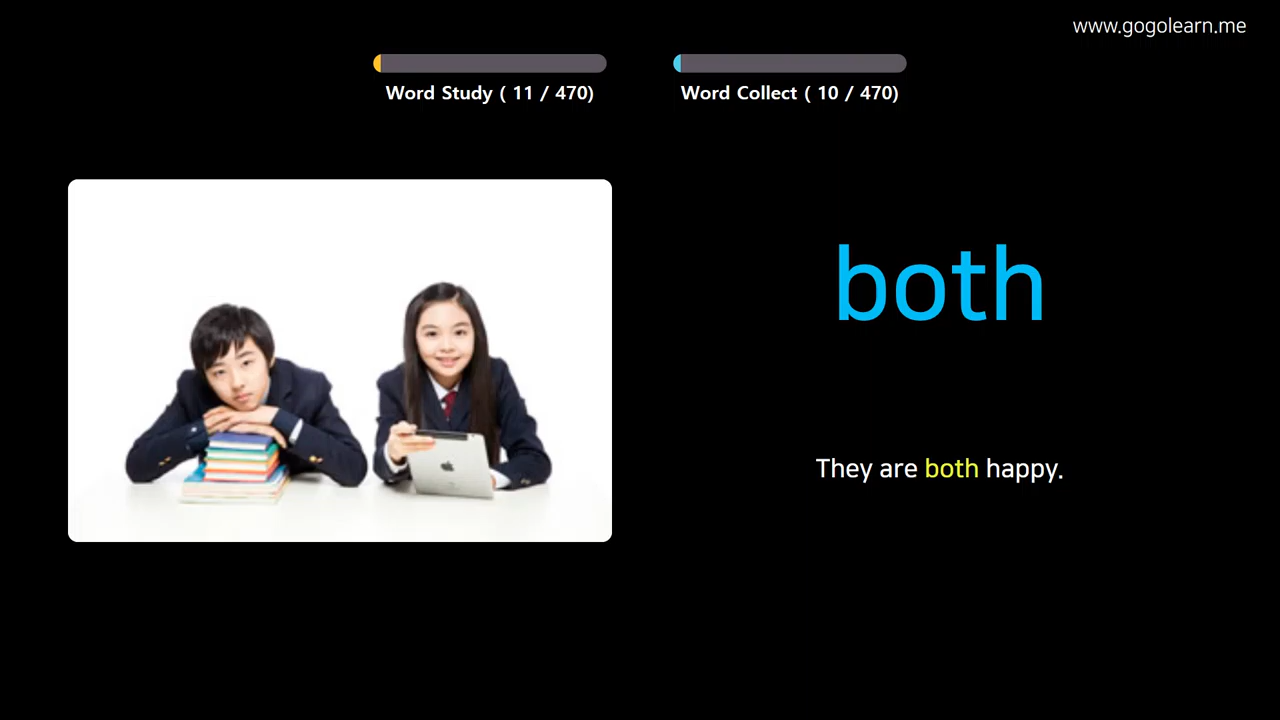 www.gogolearn.me
Word Study ( 11 / 470)
Word Collect ( 10 / 470)
both
They are both happy.